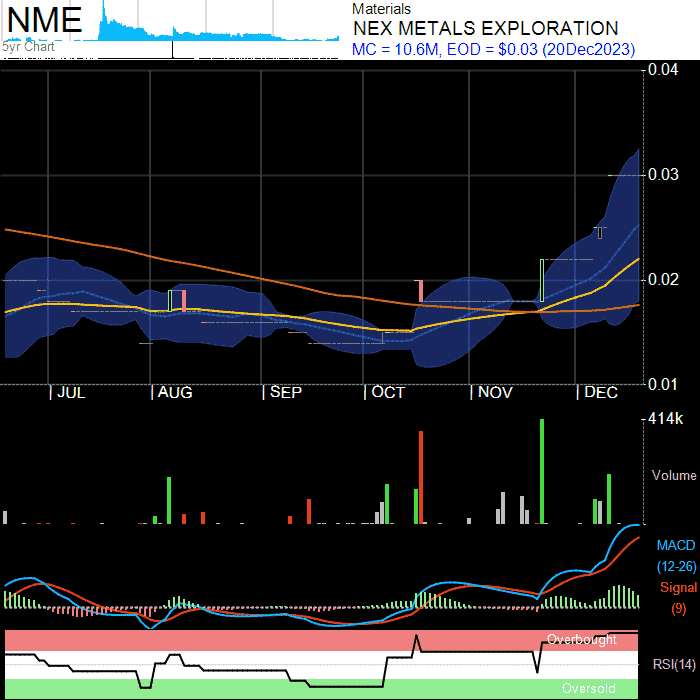 NME
5yr Chart
Materials
NEX METALS EXPLORATION
MC = 10.6M, EOD = $0.03 (20Dec2023)
0.04
0.03
0.02
0.01
JUL
AUG
SEP
OCT
NOV
DEC
414k
Volume
MACD
(12-26)
Signal
(9)
Overbought
RSI(14)
Oversold